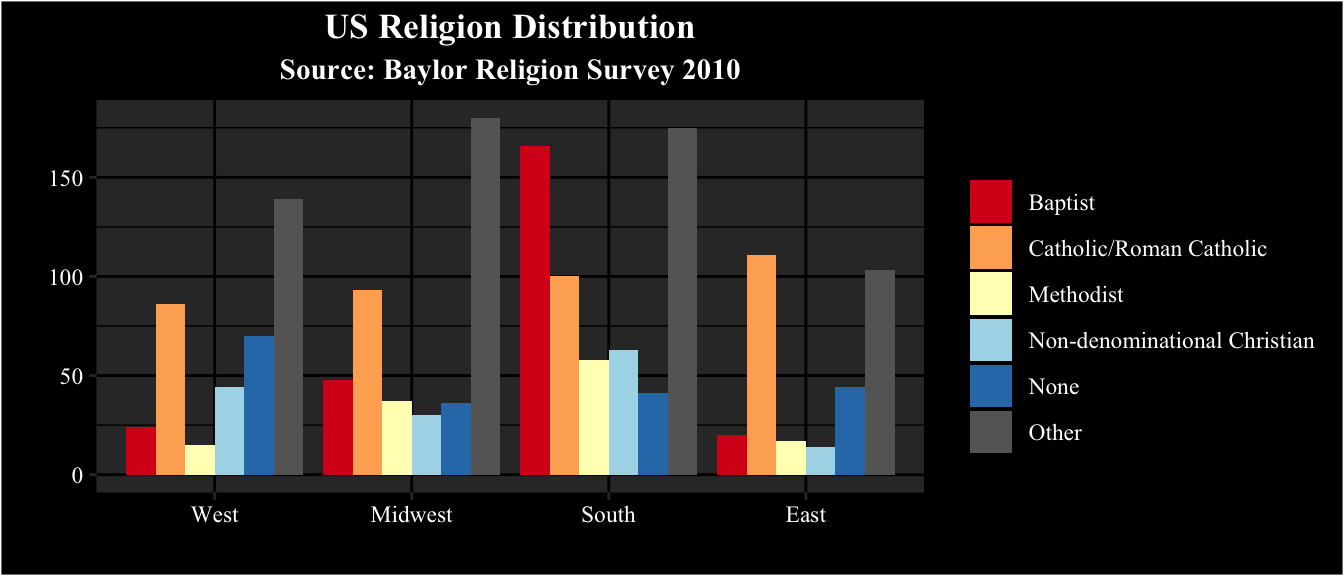 US Religion Distribution
Source: Baylor Religion Survey 2010
150
100
50
0
West
Midwest
South
East
Baptist
Catholic/Roman Catholic
Methodist
Non-denominational Christian
None
Other